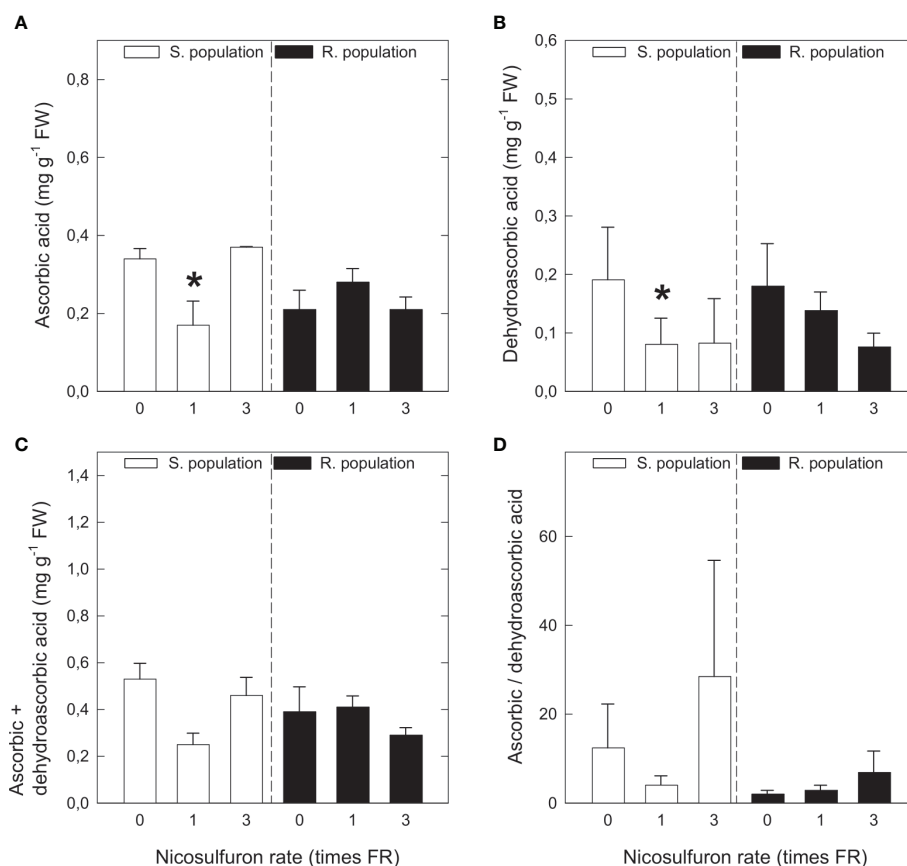 A
S. population R. population
Ascorbic acid (mg g⁻¹ FW)
0,8
0,6
0,4
0,2
0,0
*
0 1 3 0 1 3
B
S. population R. population
Dehydroascorbic acid (mg g⁻¹ FW)
0,6
0,5
0,3
0,2
0,1
0,0
*
0 1 3 0 1 3
C
S. population R. population
Ascorbic +
dehydroascorbic acid (mg g⁻¹ FW)
1,4
1,2
1,0
0,8
0,6
0,4
0,2
0,0
0 1 3 0 1 3
Nicosulfuron rate (times FR)
D
S. population R. population
Ascorbic / dehydroascorbic acid
60
40
20
0
0 1 3 0 1 3
Nicosulfuron rate (times FR)